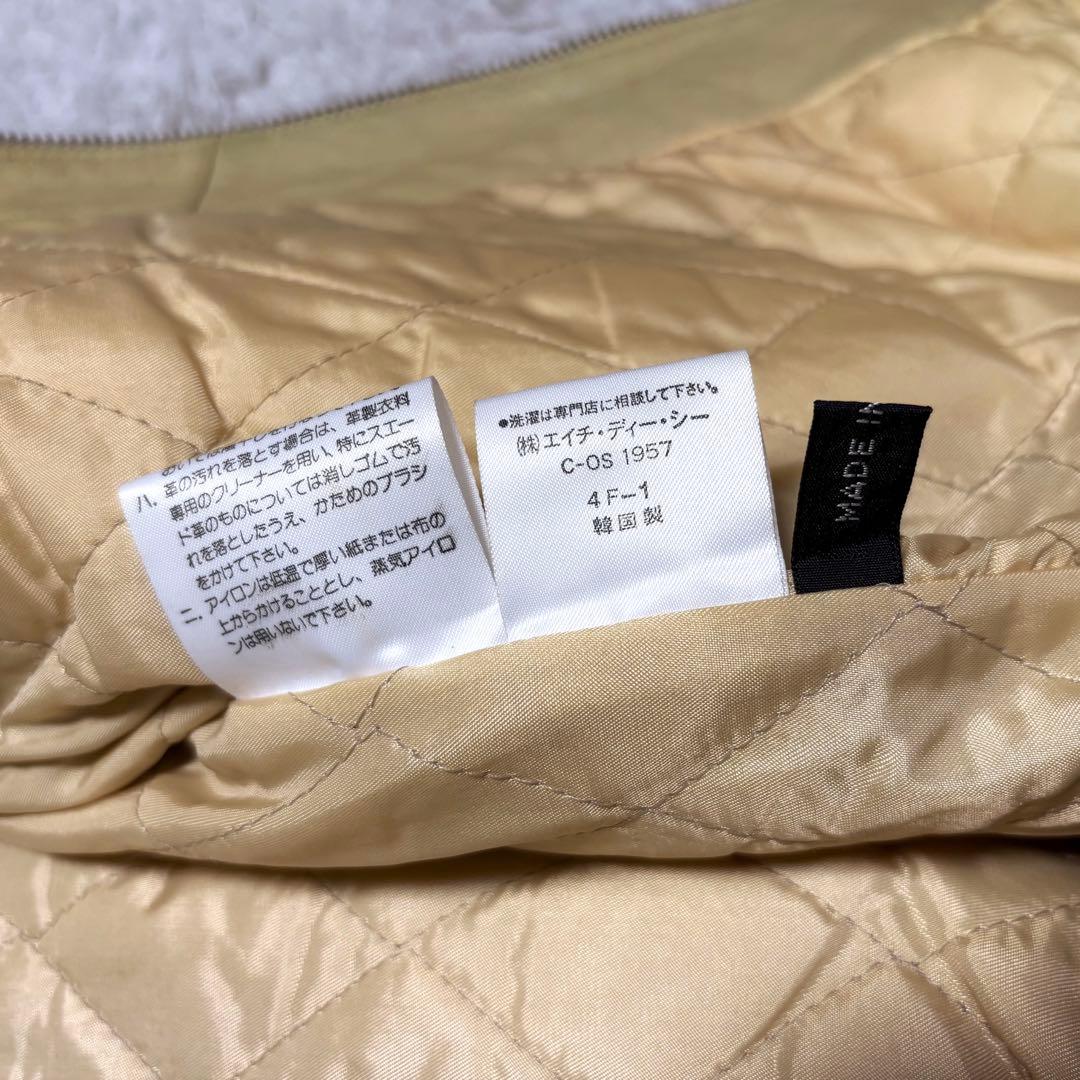 革の汚れを落とす場合は、革製衣料
専用のクリーナーを用い、特にスエー
ド革のものについては消しゴムで汚
れを落としたうえ、かためのブラシ
をかけて下さい。
ニ. アイロンは低温で厚い紙または布の
上からかけることとし、蒸気アイロ
ンは用いないで下さい。
●洗濯は専門店に相談して下さい。
(株)エイチ・ディー・シー
C-OS 1957
4F-1
韓国製
MADE IN